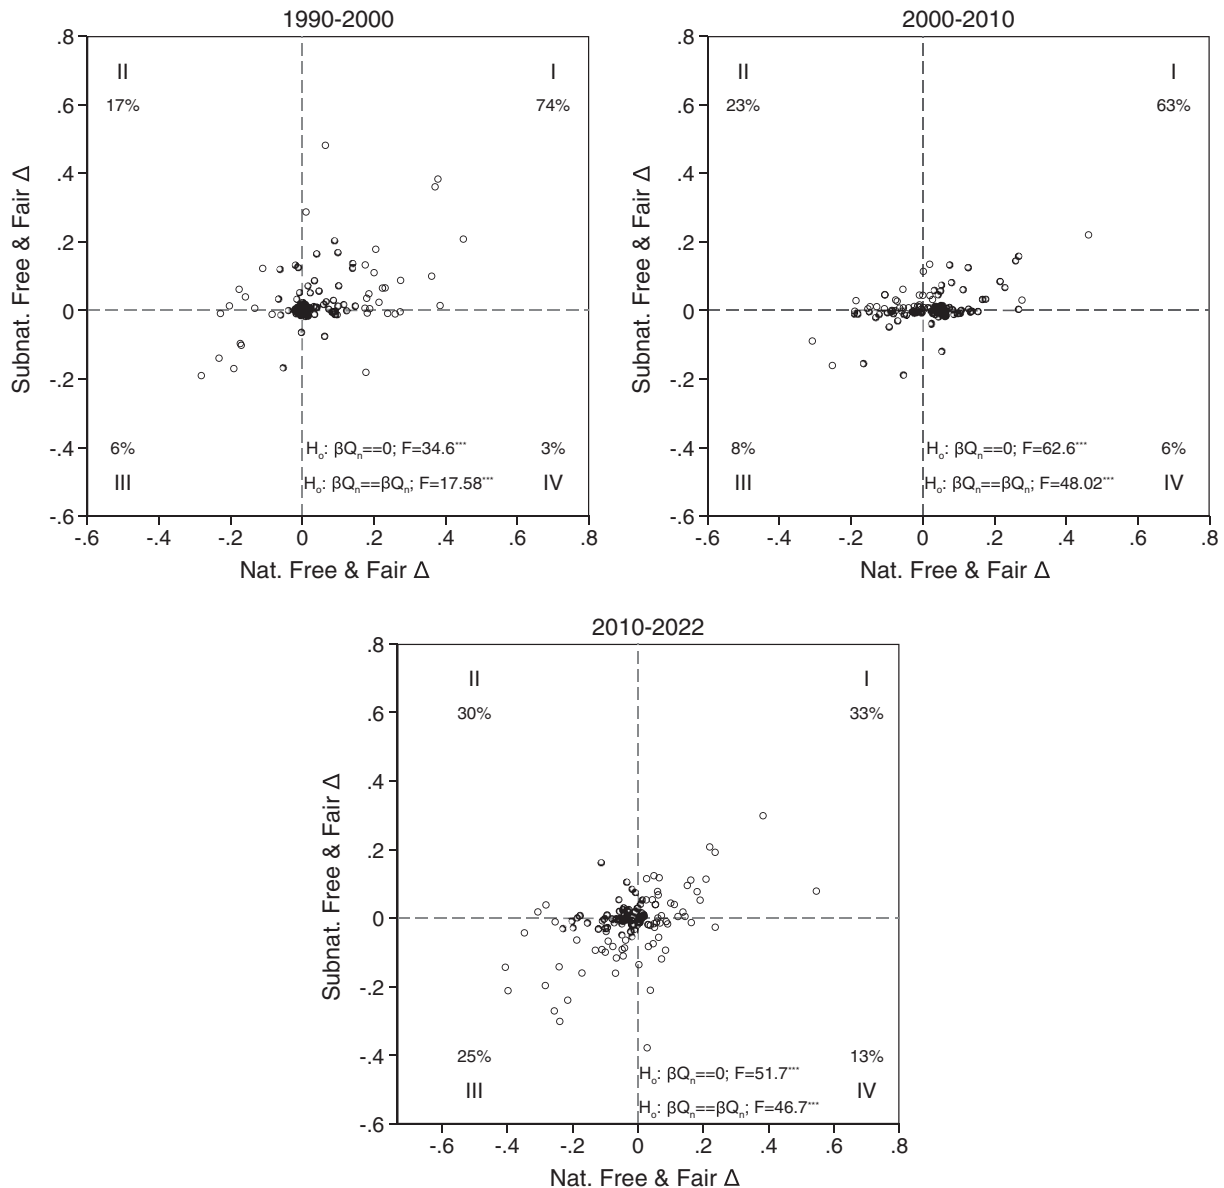 1990-2000
.8
.6
.4
.2
0
-.2
-.4
-.6
Subnat. Free & Fair Δ
II
I
17%
74%
6%
3%
III
IV
Hₒ: βQₙ==0; F=34.6***
Hₒ: βQₙ==βQₙ; F=17.58***
-.6 -.4 -.2 0 .2 .4 .6 .8
Nat. Free & Fair Δ
2000-2010
.8
.6
.4
.2
0
-.2
-.4
-.6
Subnat. Free & Fair Δ
II
I
23%
63%
8%
6%
III
IV
Hₒ: βQₙ==0; F=62.6***
Hₒ: βQₙ==βQₙ; F=48.02***
-.6 -.4 -.2 0 .2 .4 .6 .8
Nat. Free & Fair Δ
2010-2022
.8
.6
.4
.2
0
-.2
-.4
-.6
Subnat. Free & Fair Δ
II
I
30%
33%
25%
13%
III
IV
Hₒ: βQₙ==0; F=51.7***
Hₒ: βQₙ==βQₙ; F=46.7***
-.6 -.4 -.2 0 .2 .4 .6 .8
Nat. Free & Fair Δ